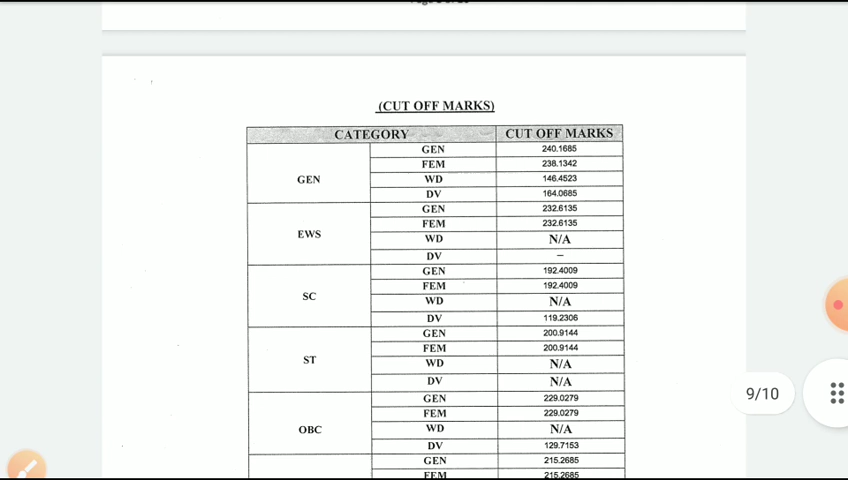 (CUT OFF MARKS)
CATEGORY CUT OFF MARKS
GEN GEN 240.1685
FEM 238.1342
WD 146.4523
DV 164.0685
EWS GEN 232.6135
FEM 232.6135
WD N/A
DV –
SC GEN 192.4009
FEM 192.4009
WD N/A
DV 119.2306
ST GEN 200.9144
FEM 200.9144
WD N/A
DV N/A
OBC GEN 229.0279
FEM 229.0279
WD N/A
DV 129.7153
GEN 215.2685
FEM 215.2685
9/10